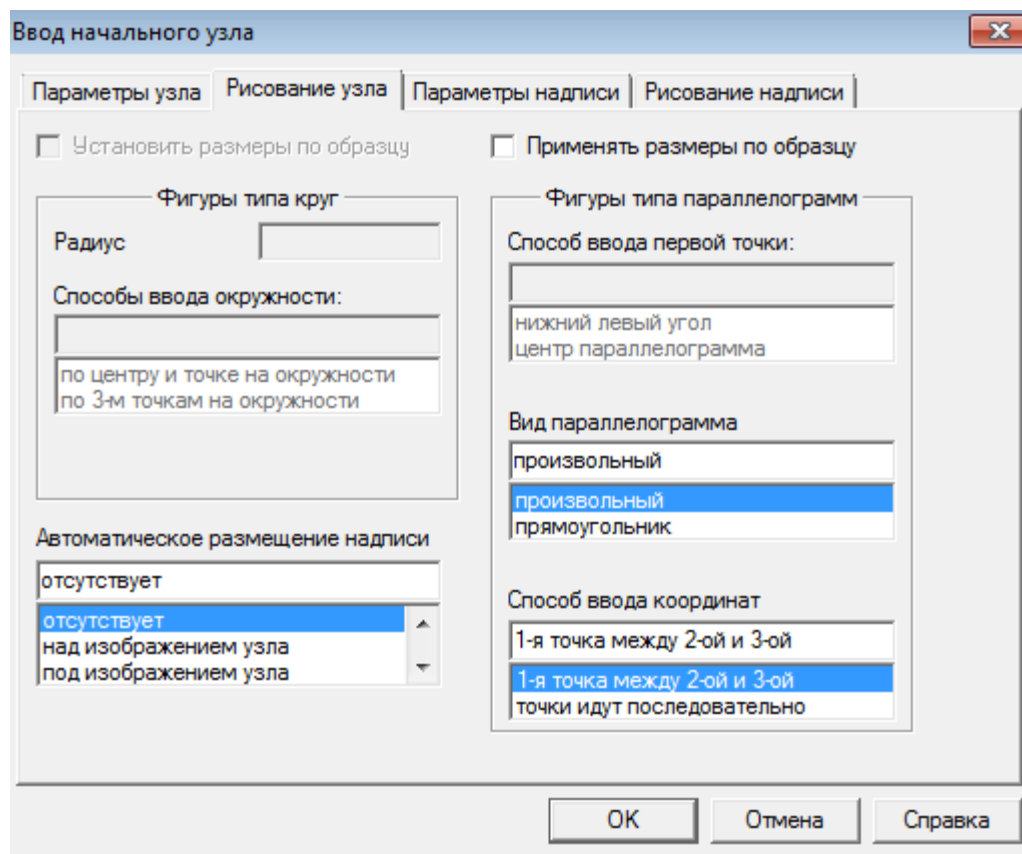 Ввод начального узла
Параметры узла
Рисование узла
Параметры надписи
Рисование надписи
Установить размеры по образцу
Применять размеры по образцу
Фигуры типа круг
Радиус
Способы ввода окружности:
по центру и точке на окружности
по 3-м точкам на окружности
Автоматическое размещение надписи
отсутствует
отсутствует
над изображением узла
под изображением узла
Фигуры типа параллелограмм
Способ ввода первой точки:
нижний левый угол
центр параллелограмма
Вид параллелограмма
произвольный
произвольный
прямоугольник
Способ ввода координат
1-я точка между 2-ой и 3-ой
1-я точка между 2-ой и 3-ой
точки идут последовательно
OK
Отмена
Справка